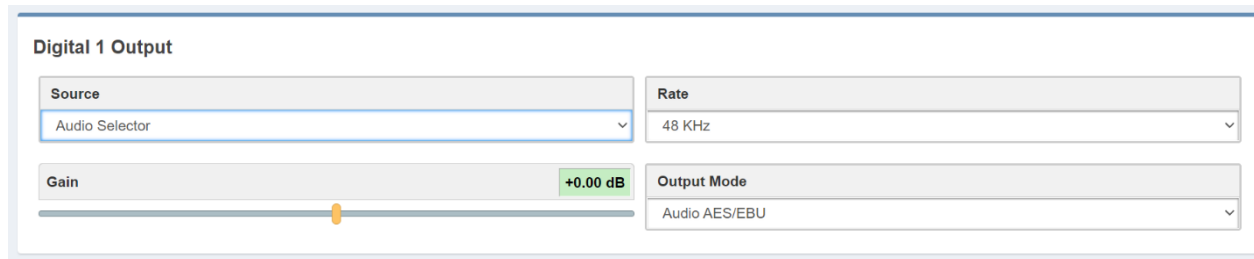 Digital 1 Output
Source
Audio Selector
Rate
48 KHz
Gain
+0.00 dB
Output Mode
Audio AES/EBU